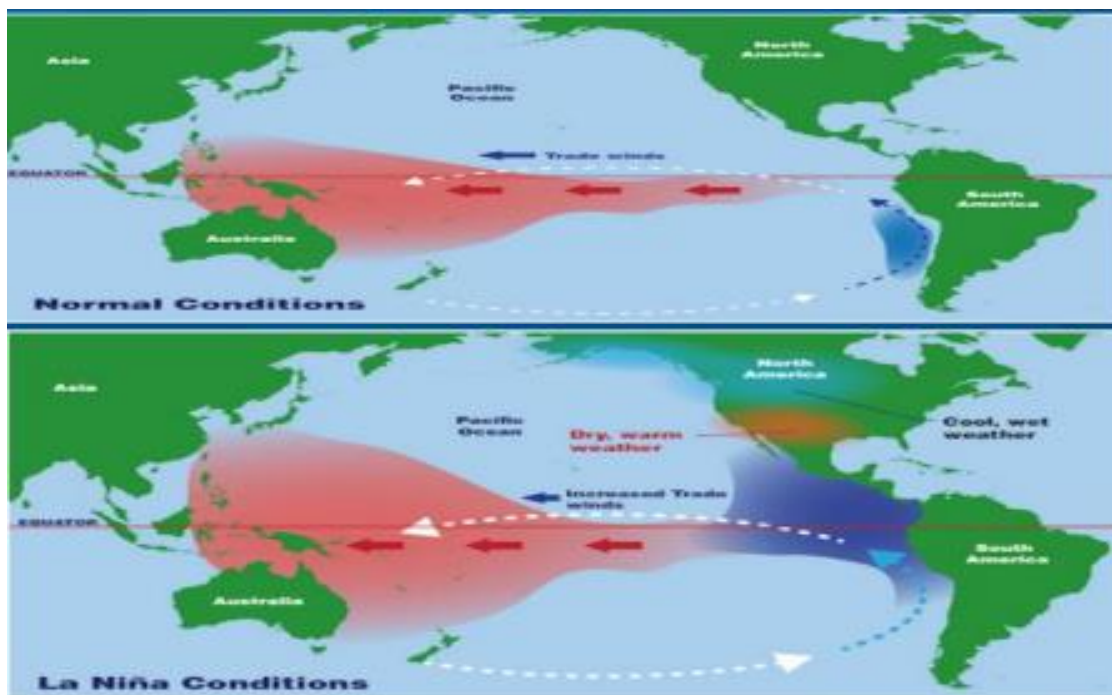 Asia
North
America
Pacific
Ocean
Trade winds
EQUATOR
South
America
Australia
Normal Conditions
Asia
North
America
Pacific
Ocean
Cool, wet
weather
Dry, warm
weather
Increased Trade
winds
EQUATOR
South
America
Australia
La Niña Conditions